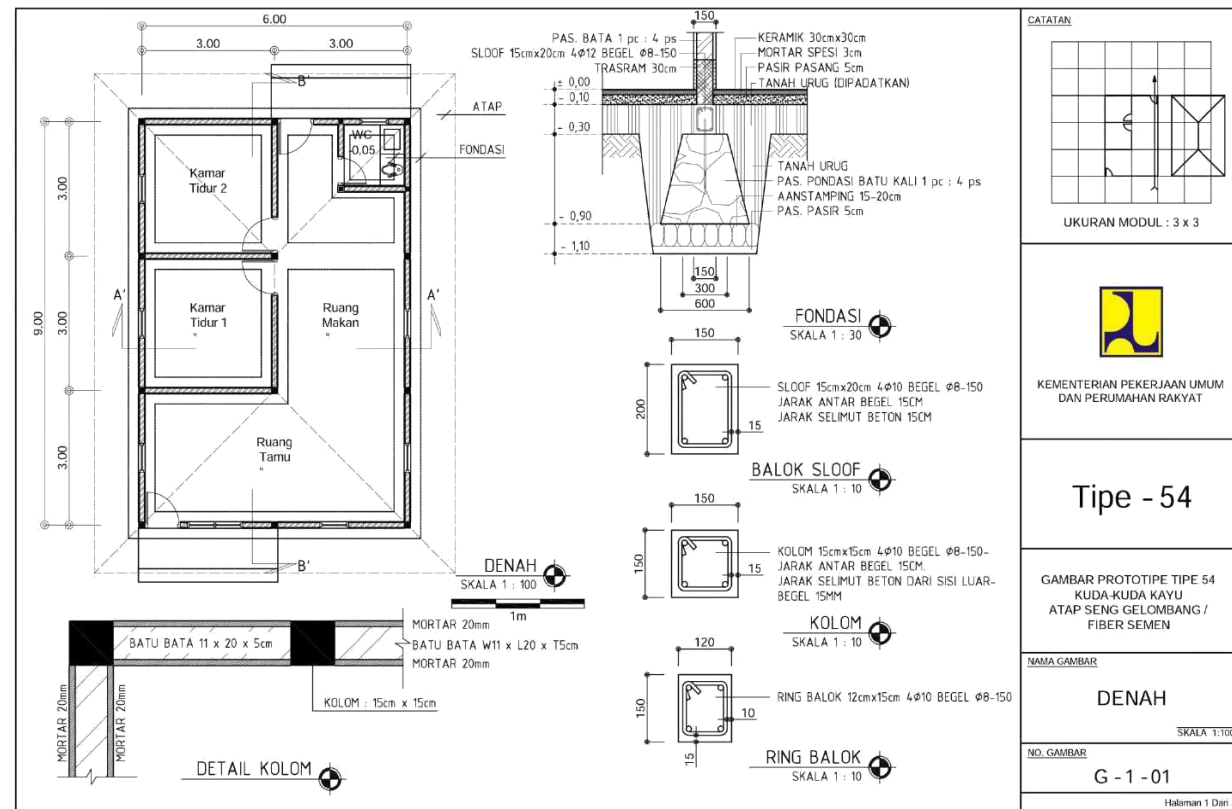 6.00
3.00
3.00
B'
ATAP
FONDASI
WC
-0,05
Kamar
Tidur 2
Kamar
Tidur 1
Ruang
Makan
A'
A'
Ruang
Tamu
B'
9.00
3.00
3.00
3.00
DENAH
SKALA 1 : 100
1m
150
PAS. BATA 1 pc : 4 ps
SLOOF 15cmx20cm 4Φ12 BEGEL Φ8-150
TRASRAM 30cm
± 0,00
- 0,10
- 0,30
- 0,90
- 1,10
KERAMIK 30cmx30cm
MORTAR SPESI 3cm
PASIR PASANG 5cm
TANAH URUG (DIPADATKAN)
TANAH URUG
PAS. PONDASI BATU KALI 1 pc : 4 ps
AANSTAMPING 15-20cm
PAS. PASIR 5cm
150
300
600
FONDASI
SKALA 1 : 30
150
200
SLOOF 15cmx20cm 4Φ10 BEGEL Φ8-150
JARAK ANTAR BEGEL 15CM
JARAK SELIMUT BETON 15CM
15
BALOK SLOOF
SKALA 1 : 10
150
150
KOLOM 15cmx15cm 4Φ10 BEGEL Φ8-150-
JARAK ANTAR BEGEL 15CM.
JARAK SELIMUT BETON DARI SISI LUAR-
BEGEL 15MM
15
KOLOM
SKALA 1 : 10
120
150
RING BALOK 12cmx15cm 4Φ10 BEGEL Φ8-150
10
15
RING BALOK
SKALA 1 : 10
BATU BATA 11 x 20 x 5cm
MORTAR 20mm
BATU BATA W11 x L20 x T5cm
MORTAR 20mm
KOLOM : 15cm x 15cm
MORTAR 20mm
MORTAR 20mm
DETAIL KOLOM
CATATAN
UKURAN MODUL : 3 x 3
KEMENTERIAN PEKERJAAN UMUM
DAN PERUMAHAN RAKYAT
Tipe - 54
GAMBAR PROTOTIPE TIPE 54
KUDA-KUDA KAYU
ATAP SENG GELOMBANG /
FIBER SEMEN
NAMA GAMBAR
DENAH
SKALA 1:100
NO. GAMBAR
G - 1 - 01
Halaman 1 Dari